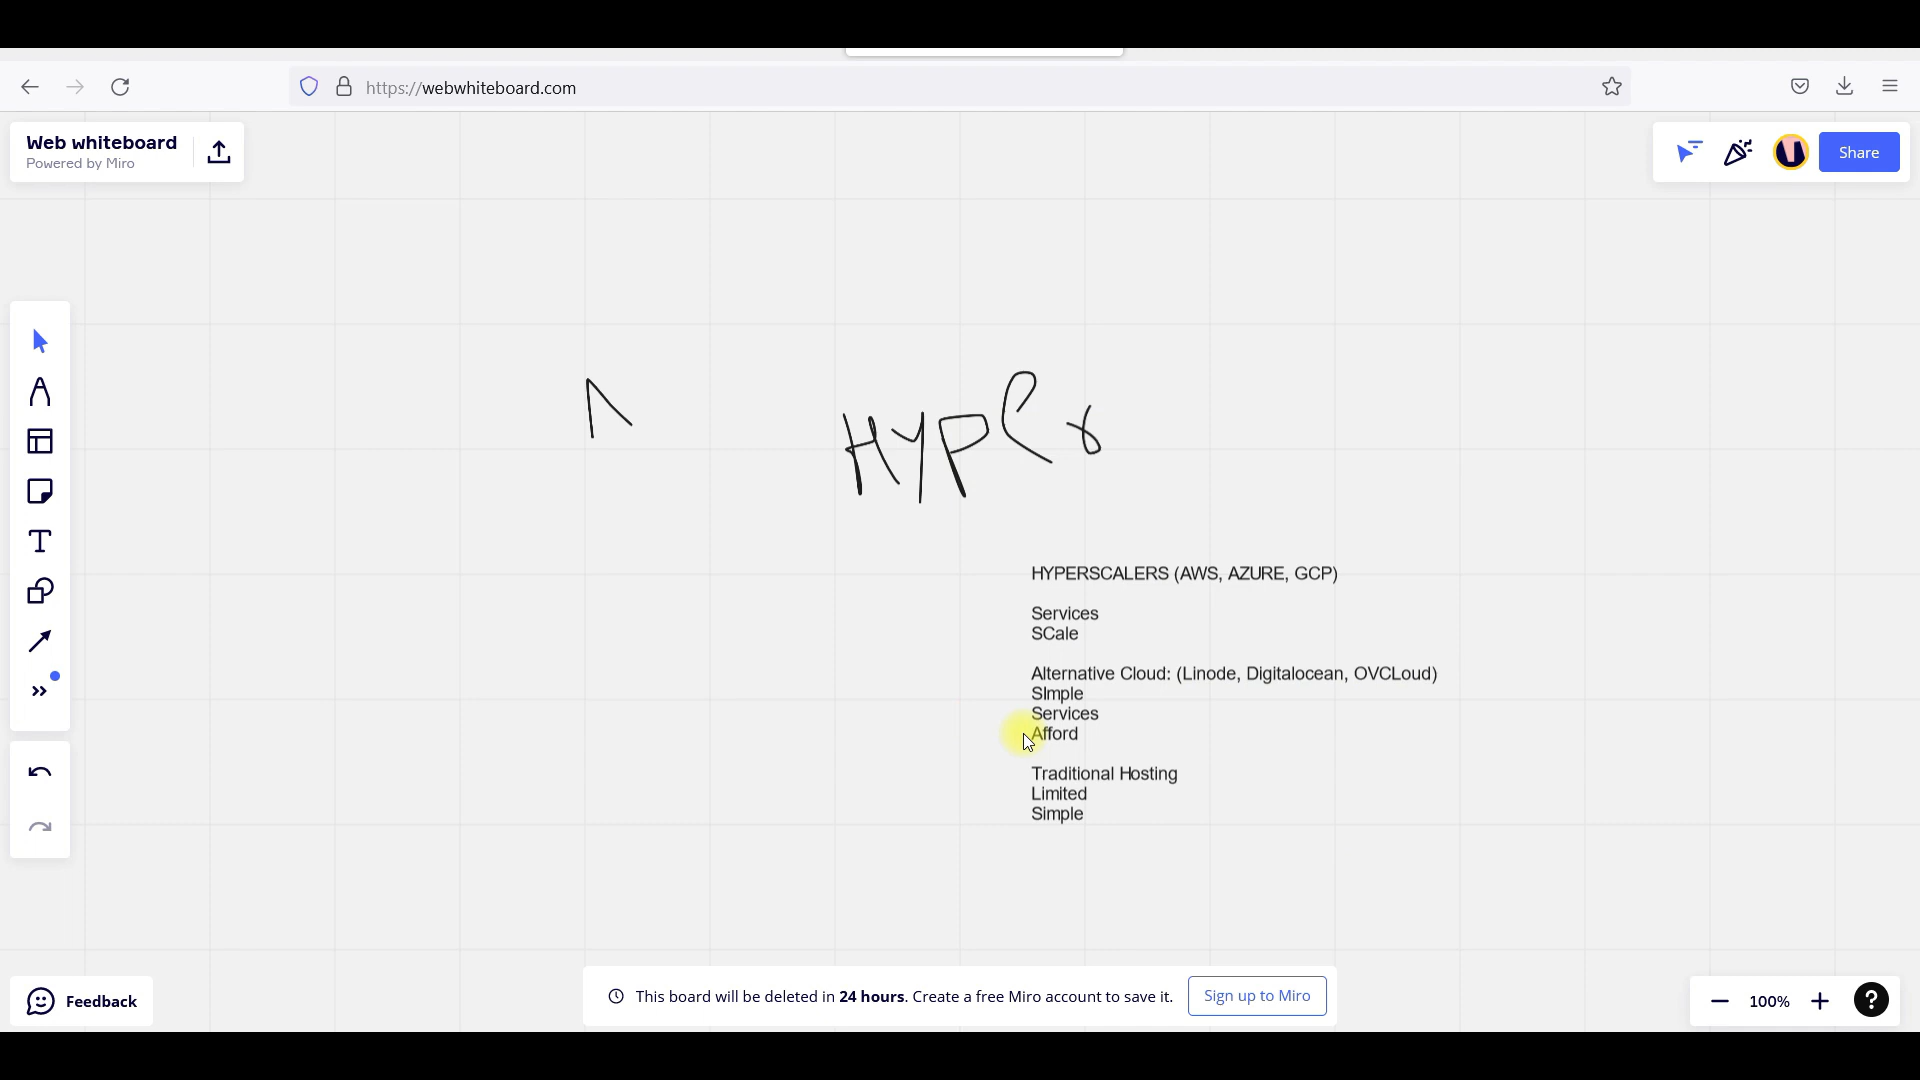 https://webwhiteboard.com
Web whiteboard
Powered by Miro
Share
HYPer
HYPERSCALERS (AWS, AZURE, GCP)
Services
SCale
Alternative Cloud: (Linode, Digitalocean, OVCLoud)
SImple
Services
Afford
Traditional Hosting
Limited
Simple
Feedback
This board will be deleted in 24 hours. Create a free Miro account to save it.
Sign up to Miro
100%